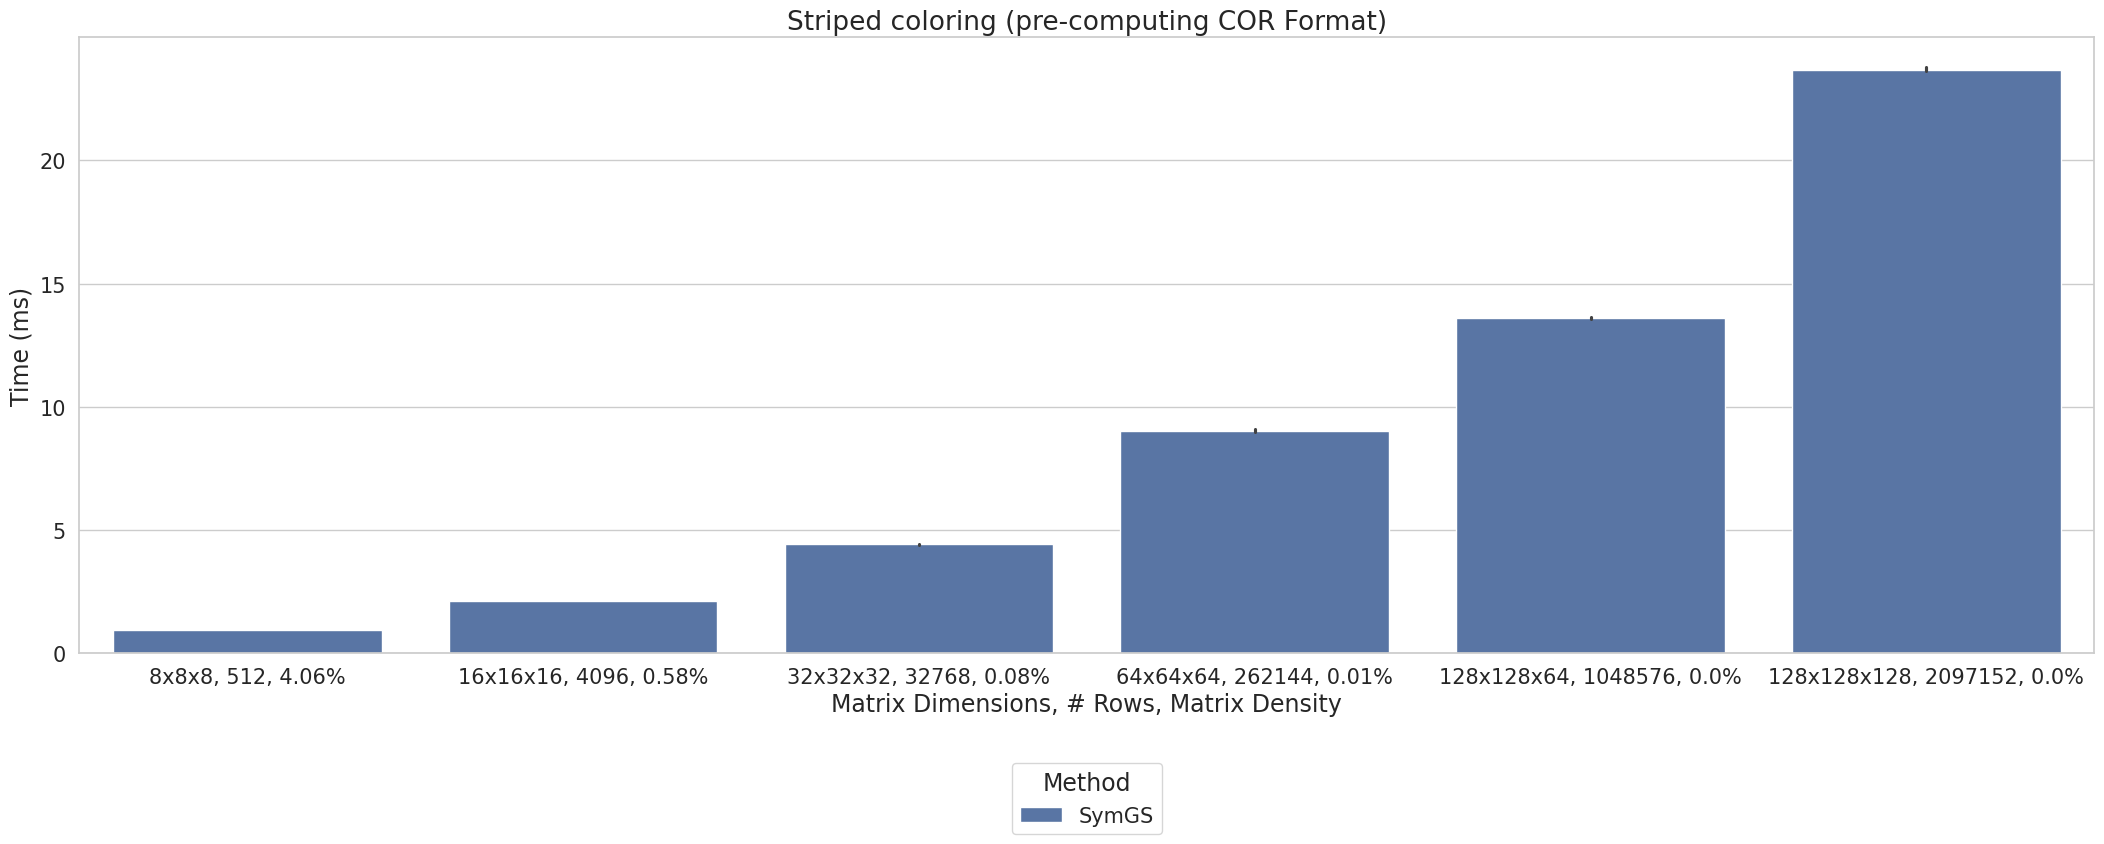 Striped coloring (pre-computing COR Format)
Time (ms)
20
15
10
5
0
8x8x8, 512, 4.06%
16x16x16, 4096, 0.58%
32x32x32, 32768, 0.08%
64x64x64, 262144, 0.01%
128x128x64, 1048576, 0.0%
128x128x128, 2097152, 0.0%
Matrix Dimensions, # Rows, Matrix Density
Method
SymGS